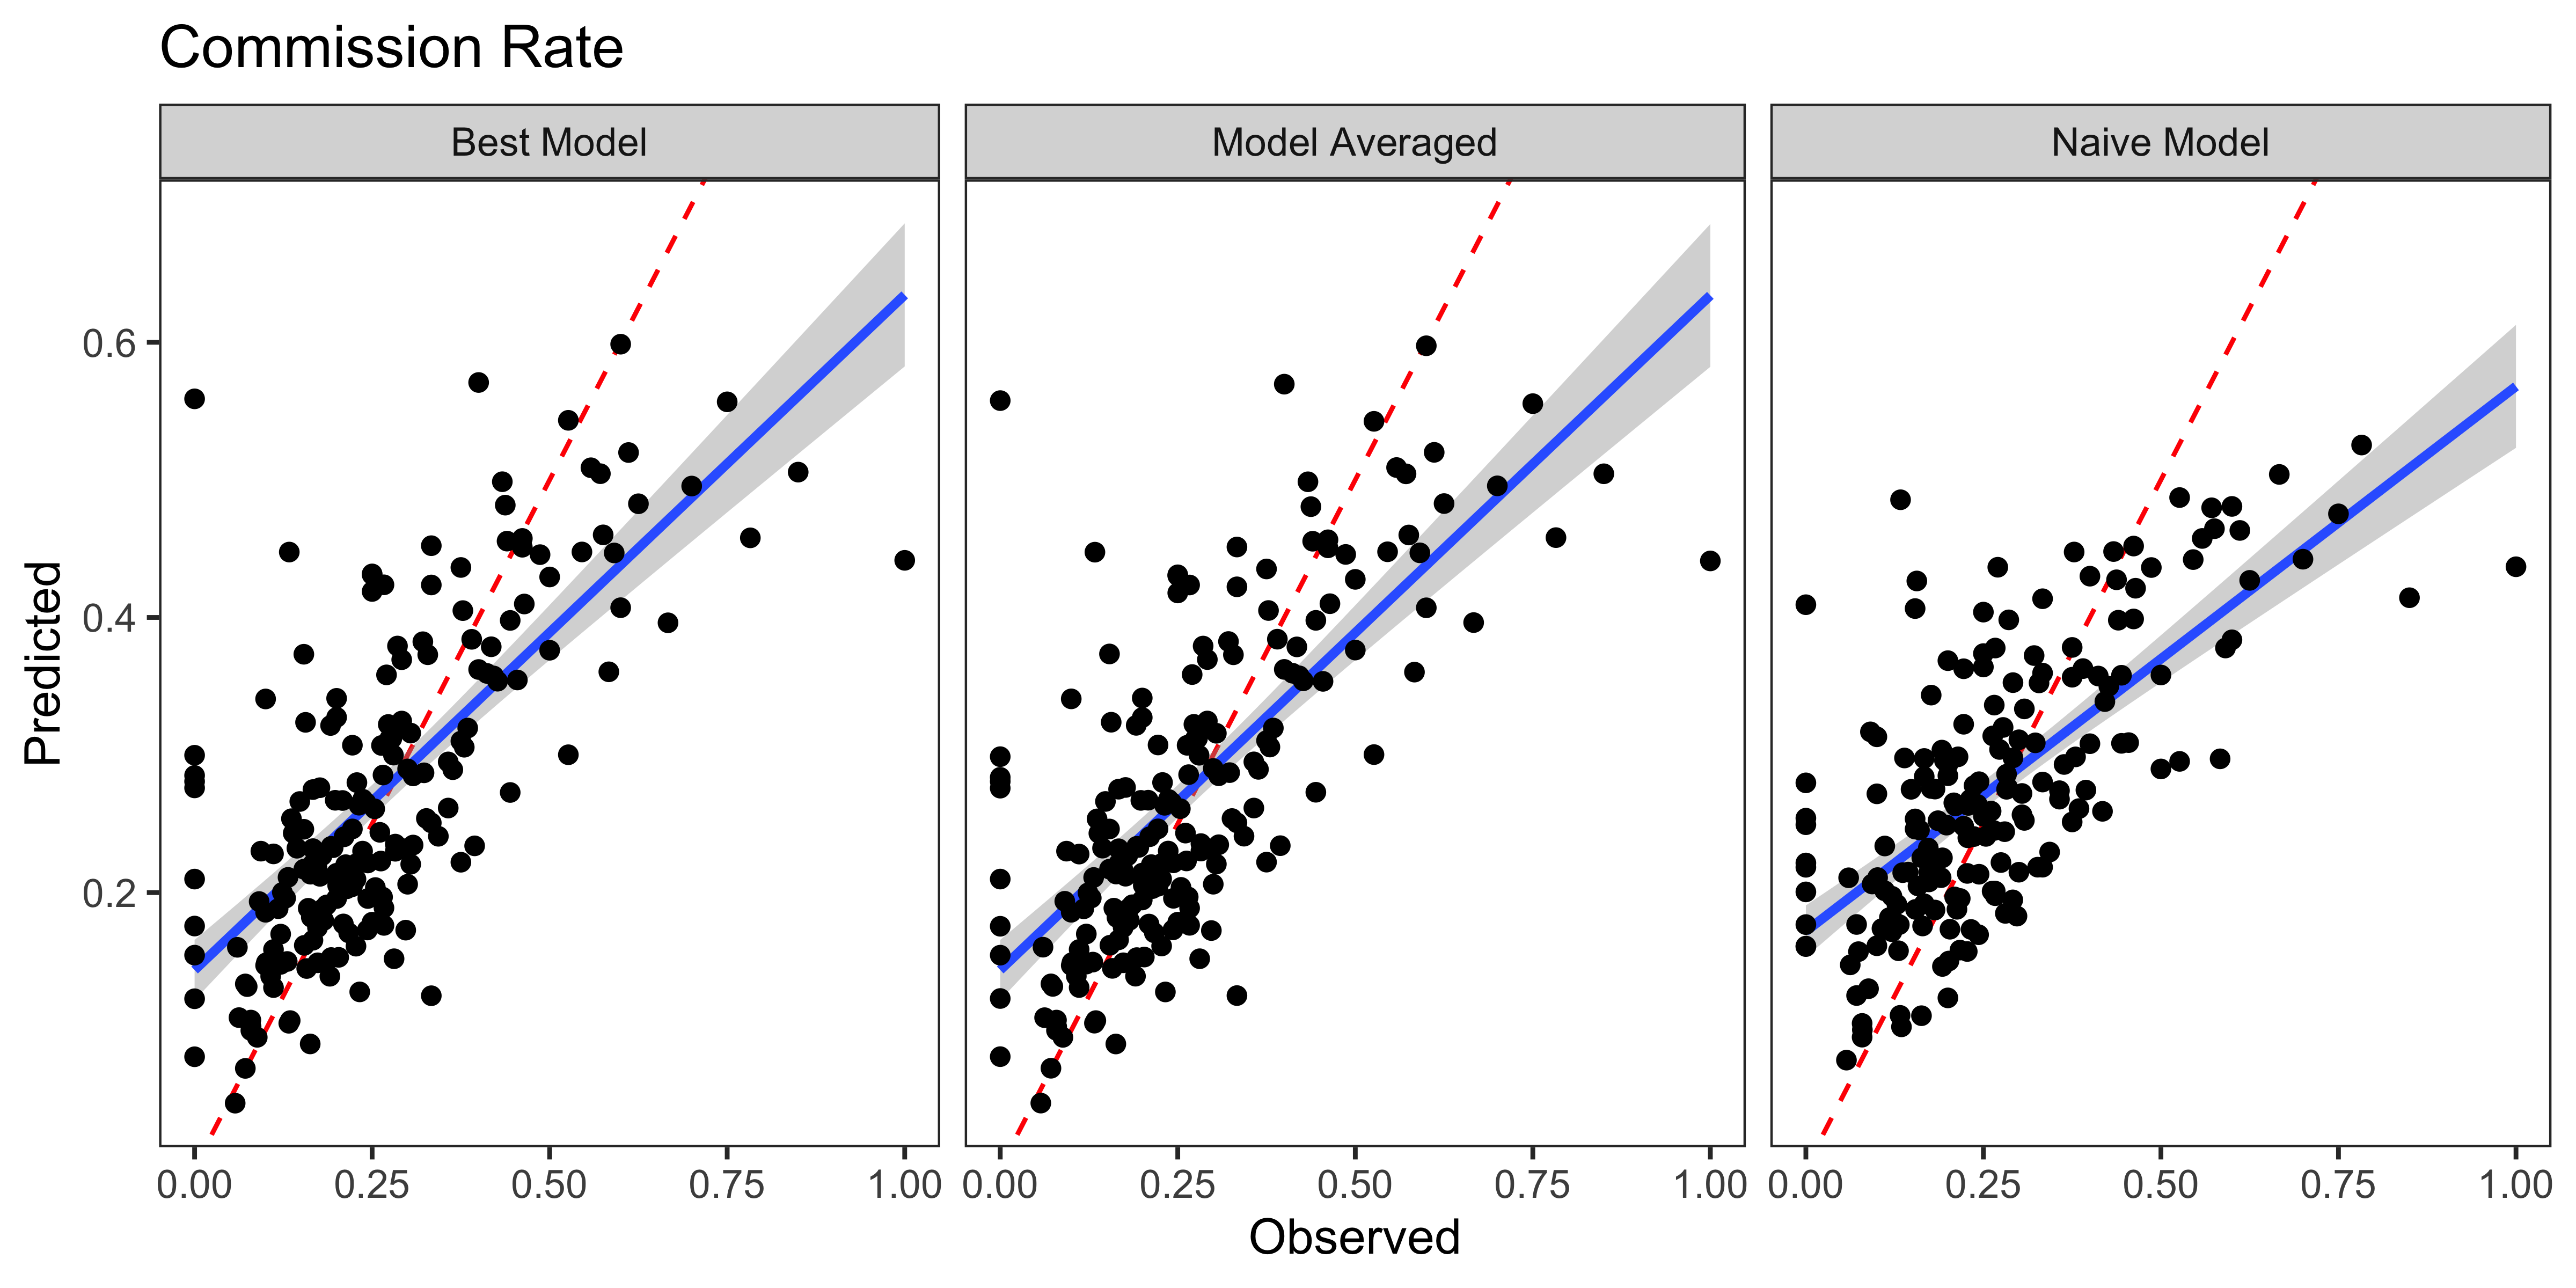 Commission Rate
Best Model
Model Averaged
Naive Model
Predicted
0.6
0.4
0.2
0.00 0.25 0.50 0.75 1.00
0.00 0.25 0.50 0.75 1.00
0.00 0.25 0.50 0.75 1.00
Observed